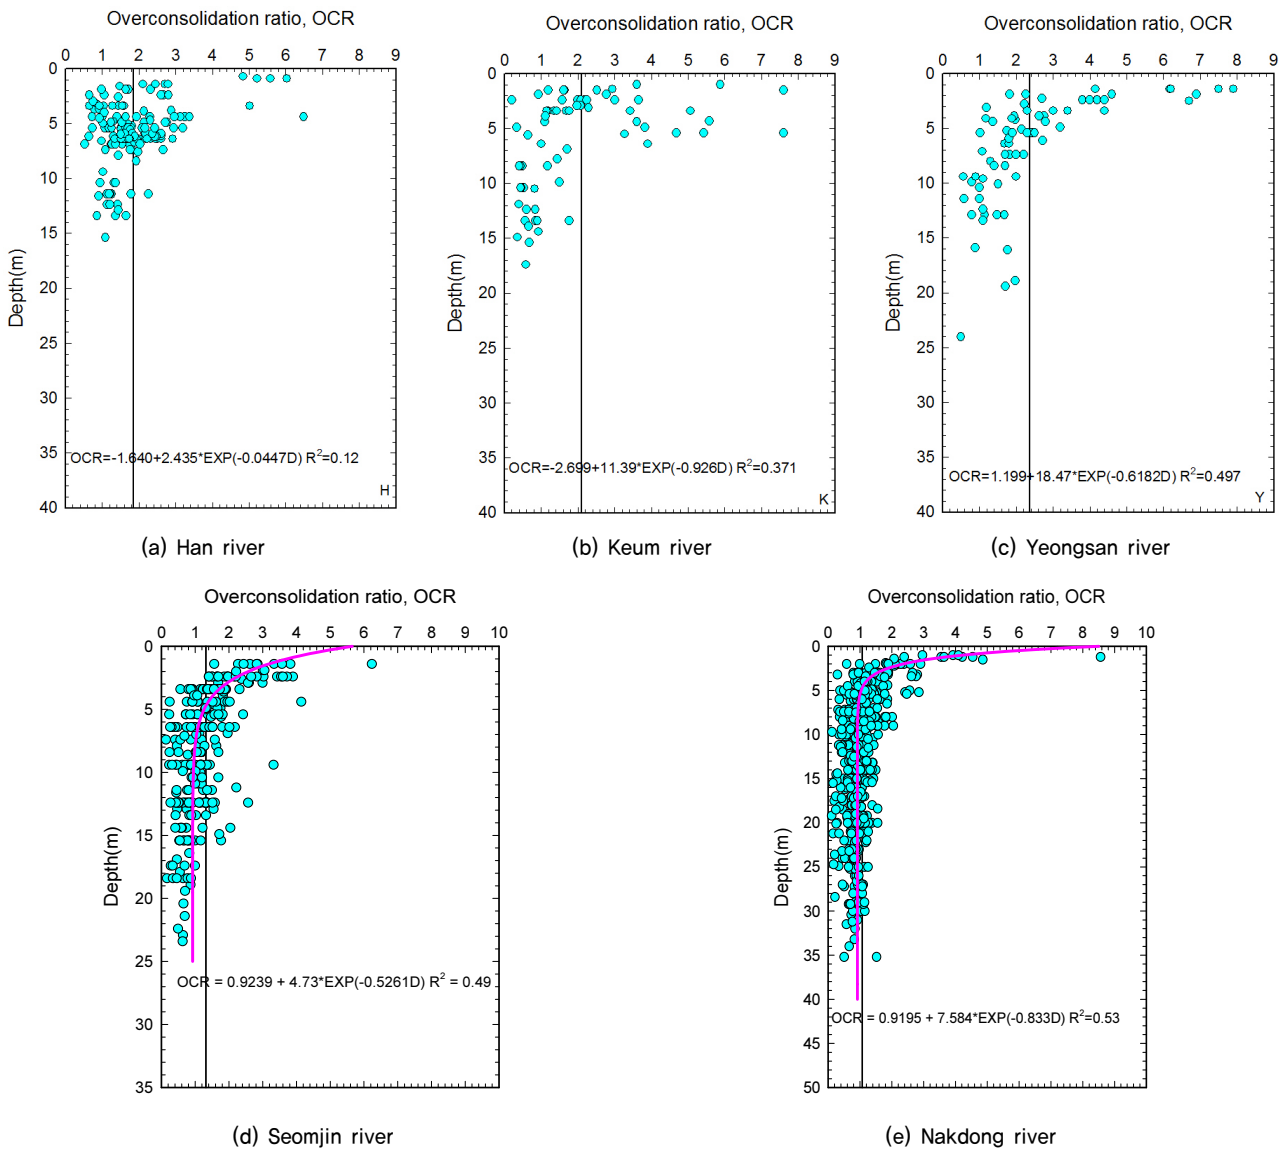 Overconsolidation ratio, OCR
0 1 2 3 4 5 6 7 8 9
0
5
10
15
20
25
30
35
40
Depth(m)
OCR=-1.640+2.435*EXP(-0.0447D) R²=0.12
H
(a) Han river
Overconsolidation ratio, OCR
0 1 2 3 4 5 6 7 8 9
0
5
10
15
20
25
30
35
40
Depth(m)
OCR=-2.699+11.39*EXP(-0.926D) R²=0.371
K
(b) Keum river
Overconsolidation ratio, OCR
0 1 2 3 4 5 6 7 8 9
0
5
10
15
20
25
30
35
40
Depth(m)
OCR=1.199+18.47*EXP(-0.6182D) R²=0.497
Y
(c) Yeongsan river
Overconsolidation ratio, OCR
0 1 2 3 4 5 6 7 8 9 10
0
5
10
15
20
25
30
35
Depth(m)
OCR = 0.9239 + 4.73*EXP(-0.5261D) R² = 0.49
(d) Seomjin river
Overconsolidation ratio, OCR
0 1 2 3 4 5 6 7 8 9 10
0
5
10
15
20
25
30
35
40
45
50
Depth(m)
OCR = 0.9195 + 7.584*EXP(-0.833D) R²=0.53
(e) Nakdong river